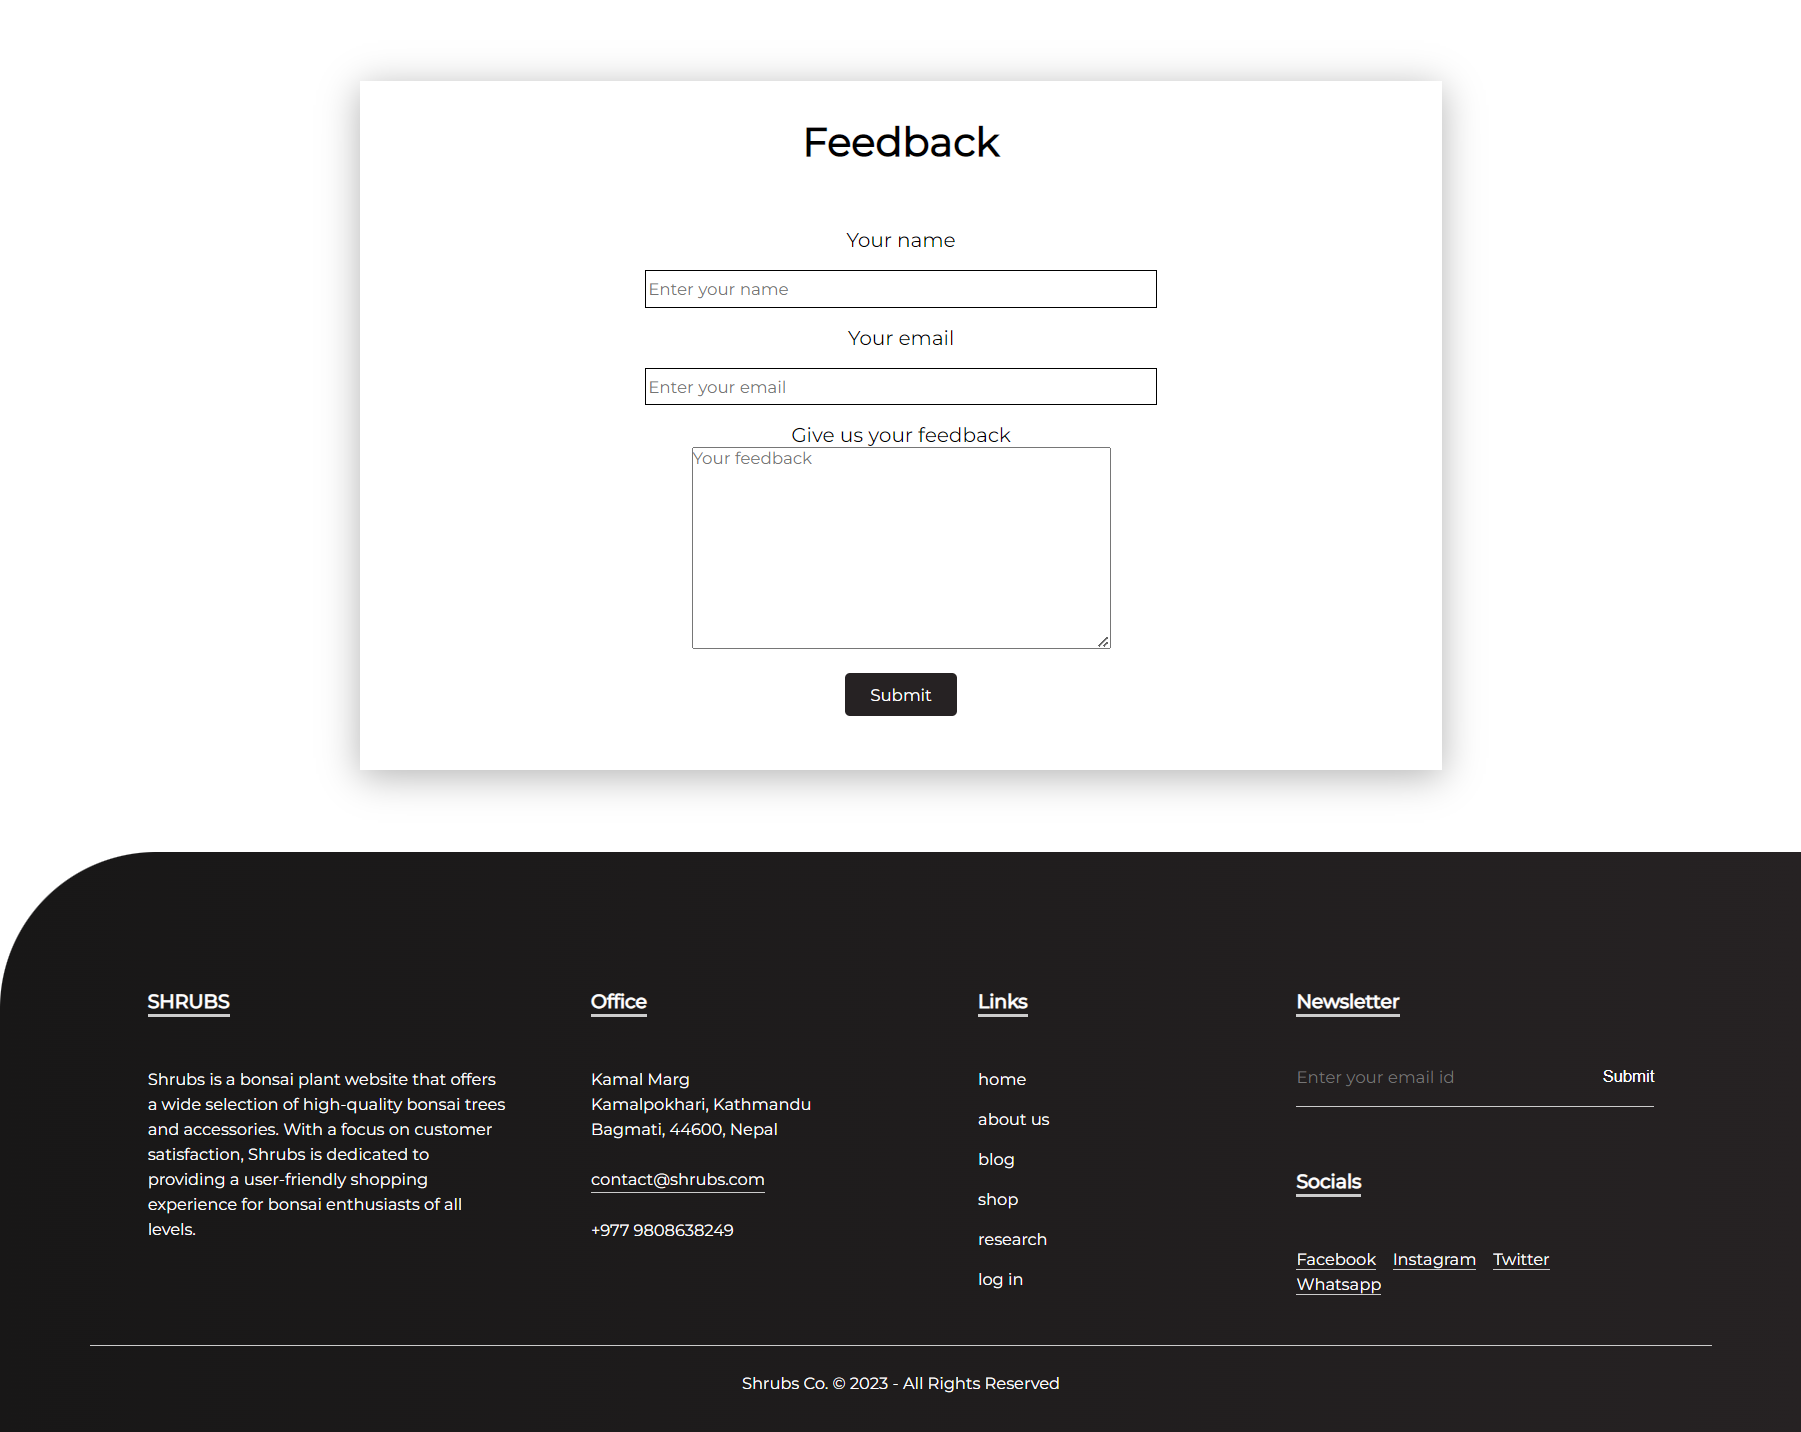 Feedback
Your name
Enter your name
Your email
Enter your email
Give us your feedback
Your feedback
Submit
SHRUBS
Shrubs is a bonsai plant website that offers
a wide selection of high-quality bonsai trees
and accessories. With a focus on customer
satisfaction, Shrubs is dedicated to
providing a user-friendly shopping
experience for bonsai enthusiasts of all
levels.
Office
Kamal Marg
Kamalpokhari, Kathmandu
Bagmati, 44600, Nepal
contact@shrubs.com
+977 9808638249
Links
home
about us
blog
shop
research
log in
Newsletter
Enter your email id Submit
Socials
Facebook Instagram Twitter
Whatsapp
Shrubs Co. © 2023 - All Rights Reserved